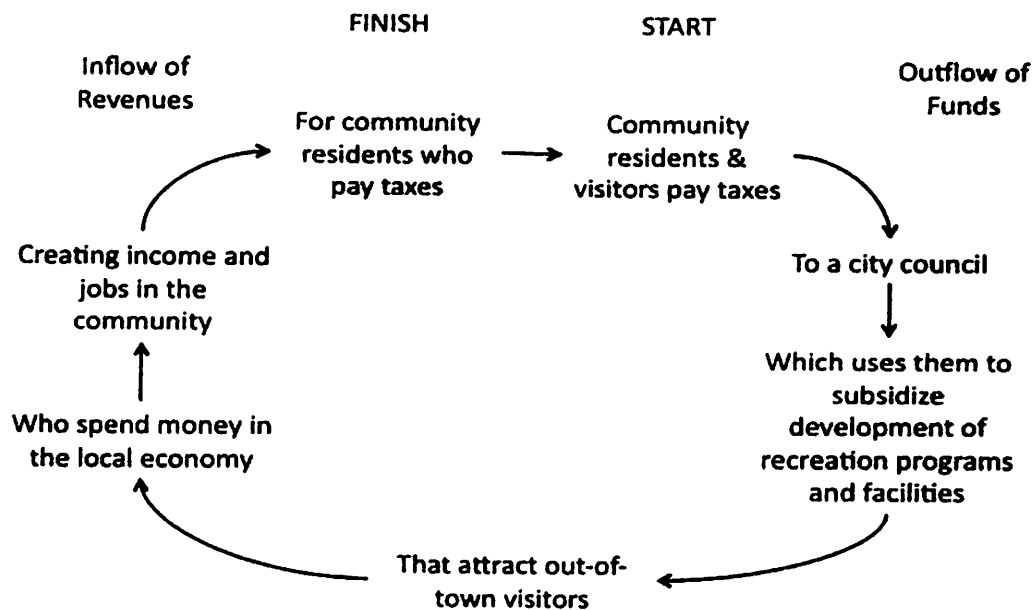 FINISH
START
Inflow of
Revenues
Outflow of
Funds
For community
residents who
pay taxes
Community
residents &
visitors pay taxes
To a city council
Which uses them to
subsidize
development of
recreation programs
and facilities
That attract out-of-
town visitors
Who spend money in
the local economy
Creating income and
jobs in the
community